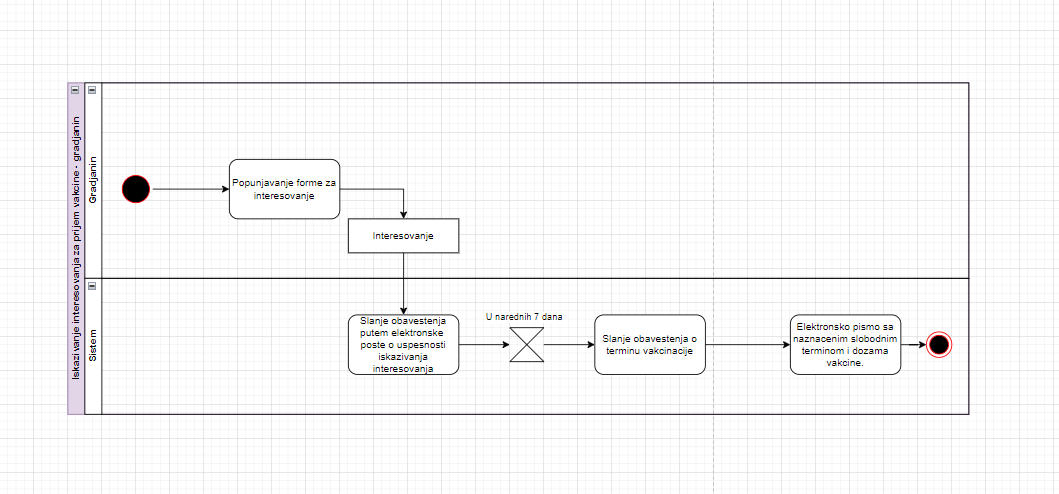 Iskazivanje interesovanja za prijem vakcine - gradjanin
Gradjanin
Popunjavanje forme za
interesovanje
Interesovanje
Sistem
Slanje obavestenja
putem elektronske
poste o uspesnosti
iskazivanja
interesovanja
U narednih 7 dana
Slanje obavestenja o
terminu vakcinacije
Elektronsko pismo sa
naznacenim slobodnim
terminom i dozama
vakcine.